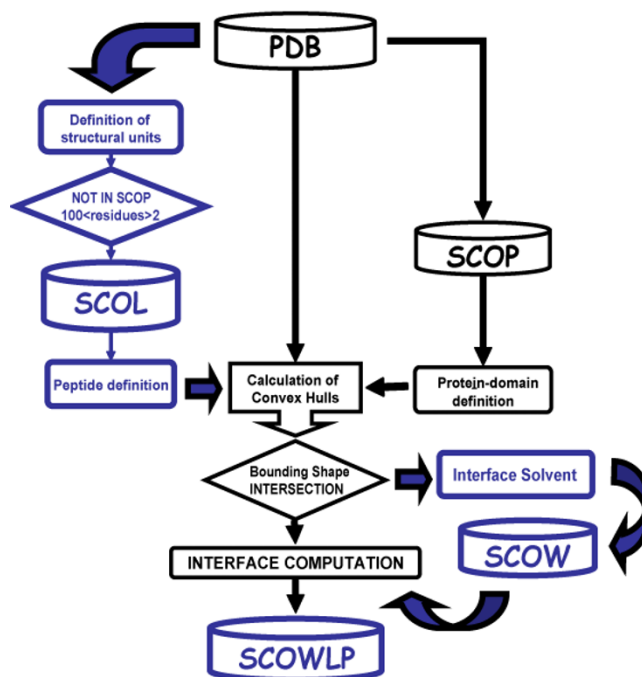 PDB
Definition of
structural units
NOT IN SCOP
100<residues>2
SCOP
SCOL
Peptide definition
Calculation of
Convex Hulls
Protein-domain
definition
Bounding Shape
INTERSECTION
Interface Solvent
SCOW
INTERFACE COMPUTATION
SCOWLP